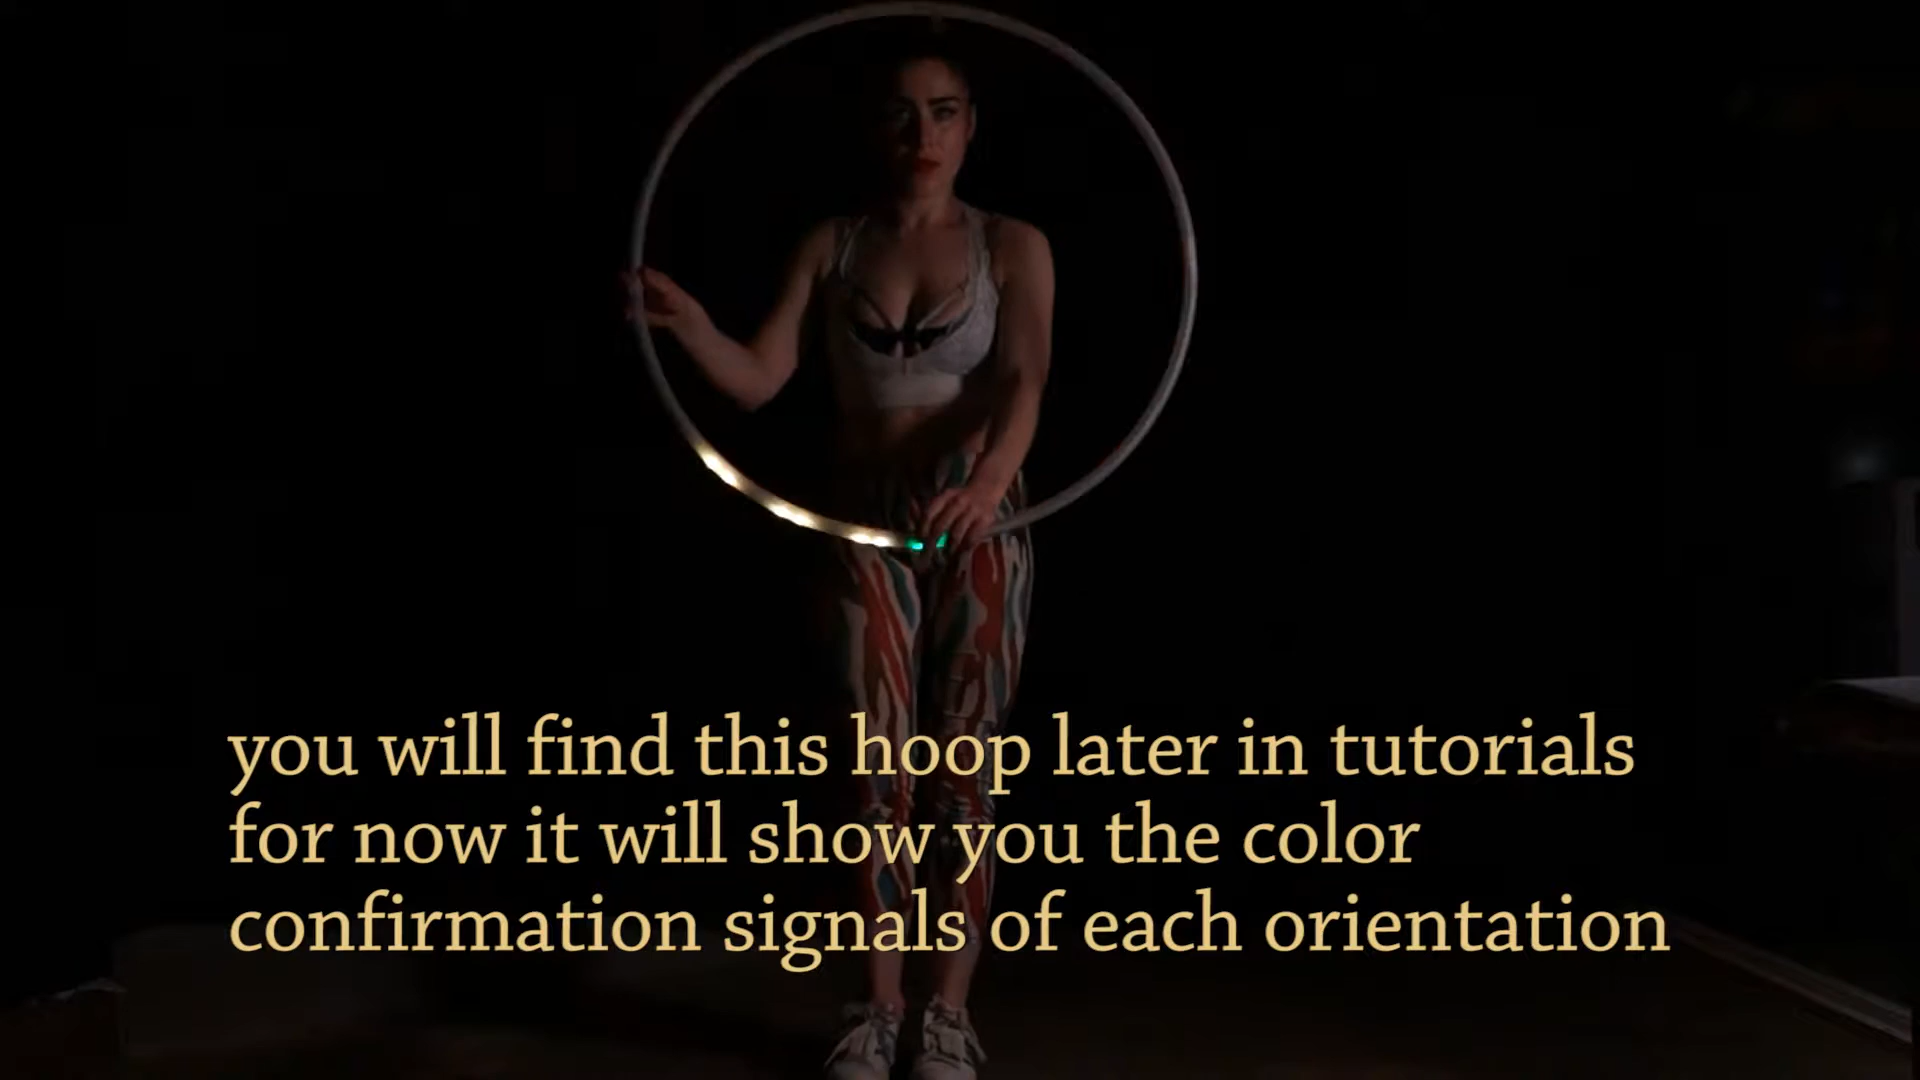 you will find this hoop later in tutorials
for now it will show you the color
confirmation signals of each orientation